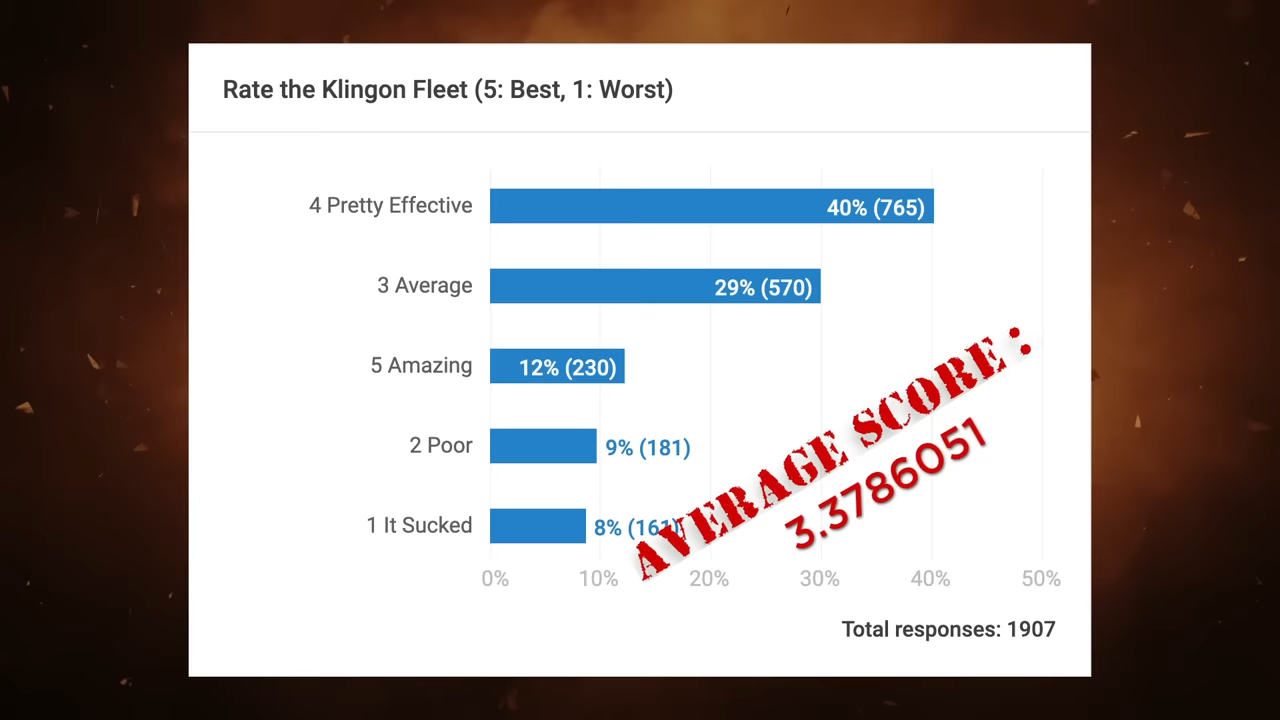 Rate the Klingon Fleet (5: Best, 1: Worst)
4 Pretty Effective
40% (765)
3 Average
29% (570)
5 Amazing
12% (230)
2 Poor
9% (181)
1 It Sucked
8% (161)
AVERAGE SCORE :
3.3786051
0% 10% 20% 30% 40% 50%
Total responses: 1907